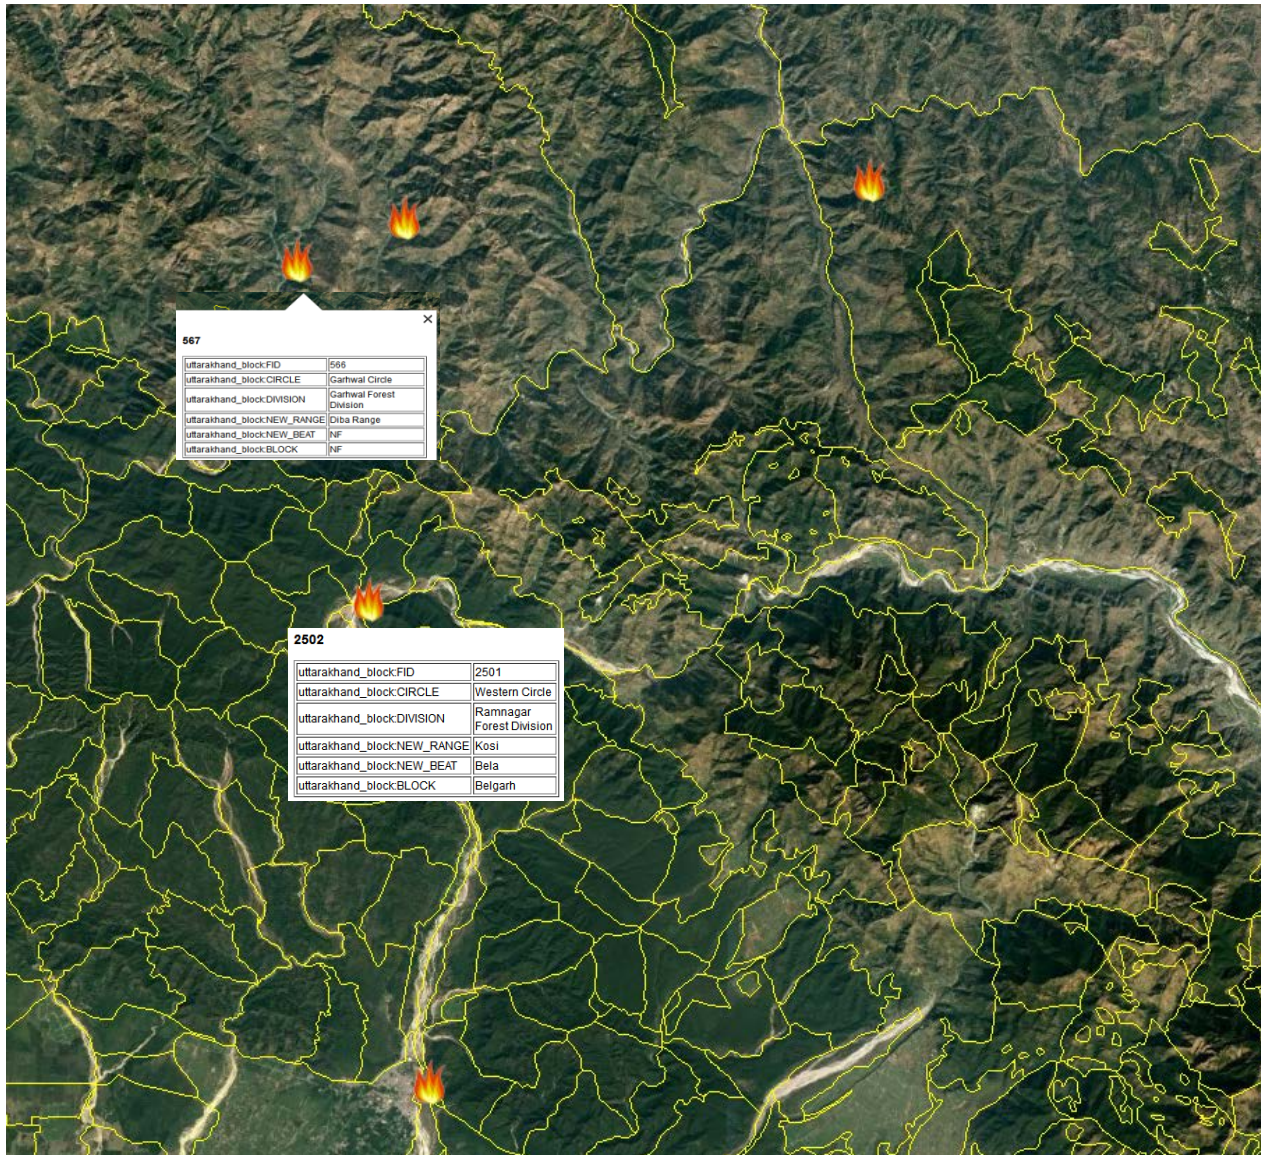 ×
567
uttarakhand_block:FID 566
uttarakhand_block:CIRCLE Garhwal Circle
uttarakhand_block:DIVISION Garhwal Forest
Division
uttarakhand_block:NEW_RANGE Diba Range
uttarakhand_block:NEW_BEAT NF
uttarakhand_block:BLOCK NF
2502
uttarakhand_block:FID 2501
uttarakhand_block:CIRCLE Western Circle
uttarakhand_block:DIVISION Ramnagar
Forest Division
uttarakhand_block:NEW_RANGE Kosi
uttarakhand_block:NEW_BEAT Bela
uttarakhand_block:BLOCK Belgarh